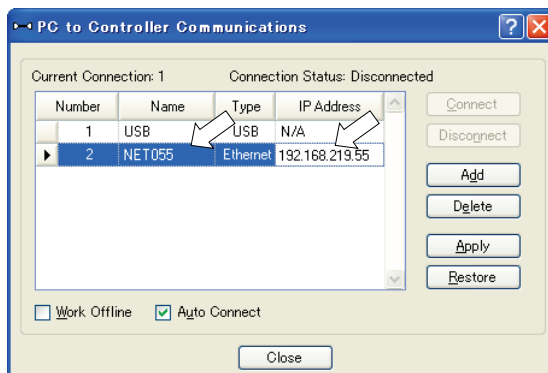 PC to Controller Communications
Current Connection: 1 Connection Status: Disconnected
Number Name Type IP Address
1 USB USB N/A
2 NET055 Ethernet 192.168.219.55
Connect
Disconnect
Add
Delete
Apply
Restore
Work Offline Auto Connect
Close